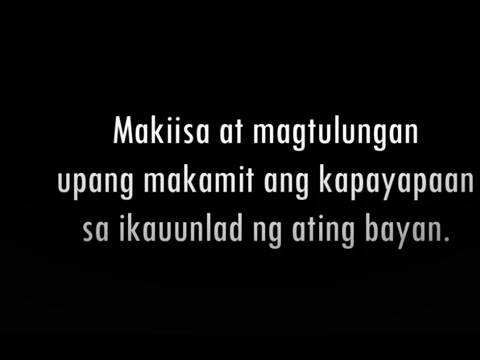 Makiisa at magtulungan
upang makamit ang kapayapaan
sa ikauunlad ng ating bayan.